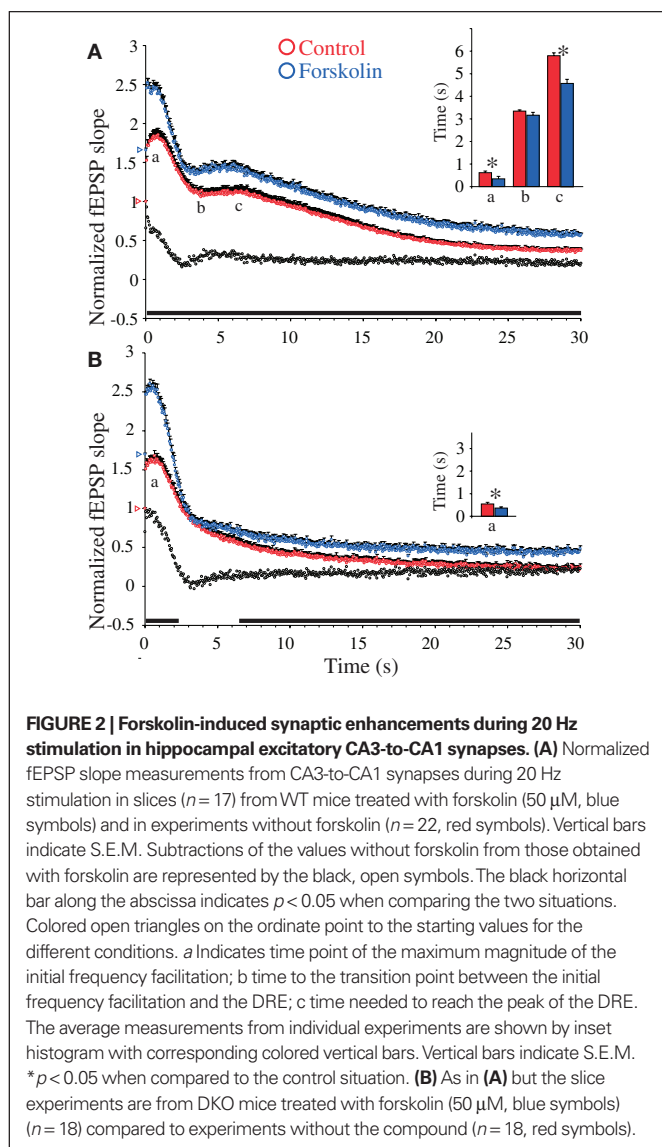 A
3
2.5
2
1.5
1
0.5
0
-0.5
Normalized fEPSP slope
Control
Forskolin
a
b
c
0
5
10
15
20
25
30
Time (s)
6
5
4
3
2
1
0
*
*
a
b
c
B
3
2.5
2
1.5
1
0.5
0
-0.5
Normalized fEPSP slope
a
Time (s)
3
2
1
0
*
a
0
5
10
15
20
25
30
Time (s)
FIGURE 2 | Forskolin-induced synaptic enhancements during 20 Hz
stimulation in hippocampal excitatory CA3-to-CA1 synapses. (A) Normalized
fEPSP slope measurements from CA3-to-CA1 synapses during 20 Hz
stimulation in slices (n = 17) from WT mice treated with forskolin (50 μM, blue
symbols) and in experiments without forskolin (n = 22, red symbols). Vertical bars
indicate S.E.M. Subtractions of the values without forskolin from those obtained
with forskolin are represented by the black, open symbols. The black horizontal
bar along the abscissa indicates p < 0.05 when comparing the two situations.
Colored open triangles on the ordinate point to the starting values for the
different conditions. a Indicates time point of the maximum magnitude of the
initial frequency facilitation; b time to the transition point between the initial
frequency facilitation and the DRE; c time needed to reach the peak of the DRE.
The average measurements from individual experiments are shown by inset
histogram with corresponding colored vertical bars. Vertical bars indicate S.E.M.
*p < 0.05 when compared to the control situation. (B) As in (A) but the slice
experiments are from DKO mice treated with forskolin (50 μM, blue symbols)
(n = 18) compared to experiments without the compound (n = 18, red symbols).